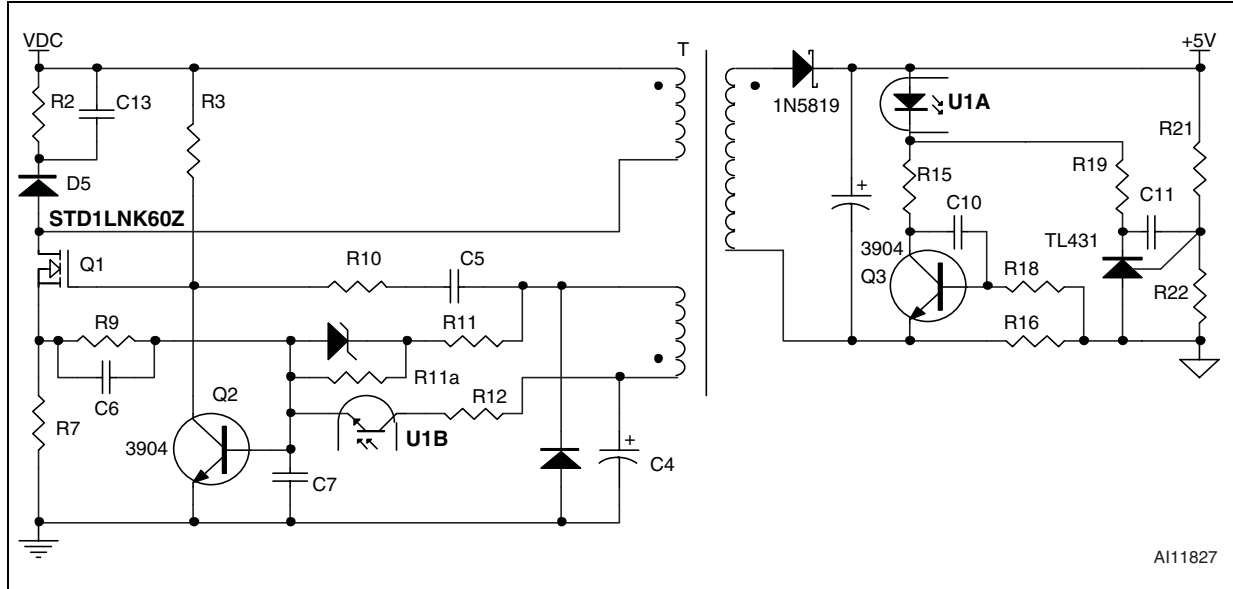 VDC
T
+5V
R2
C13
R3
1N5819
U1A
R21
D5
R15
R19
C10
C11
STD1LNK60Z
Q1
R10
C5
3904
Q3
TL431
R18
R22
R9
R11
R16
C6
R11a
Q2
R12
R7
3904
U1B
C7
+
C4
+
AI11827